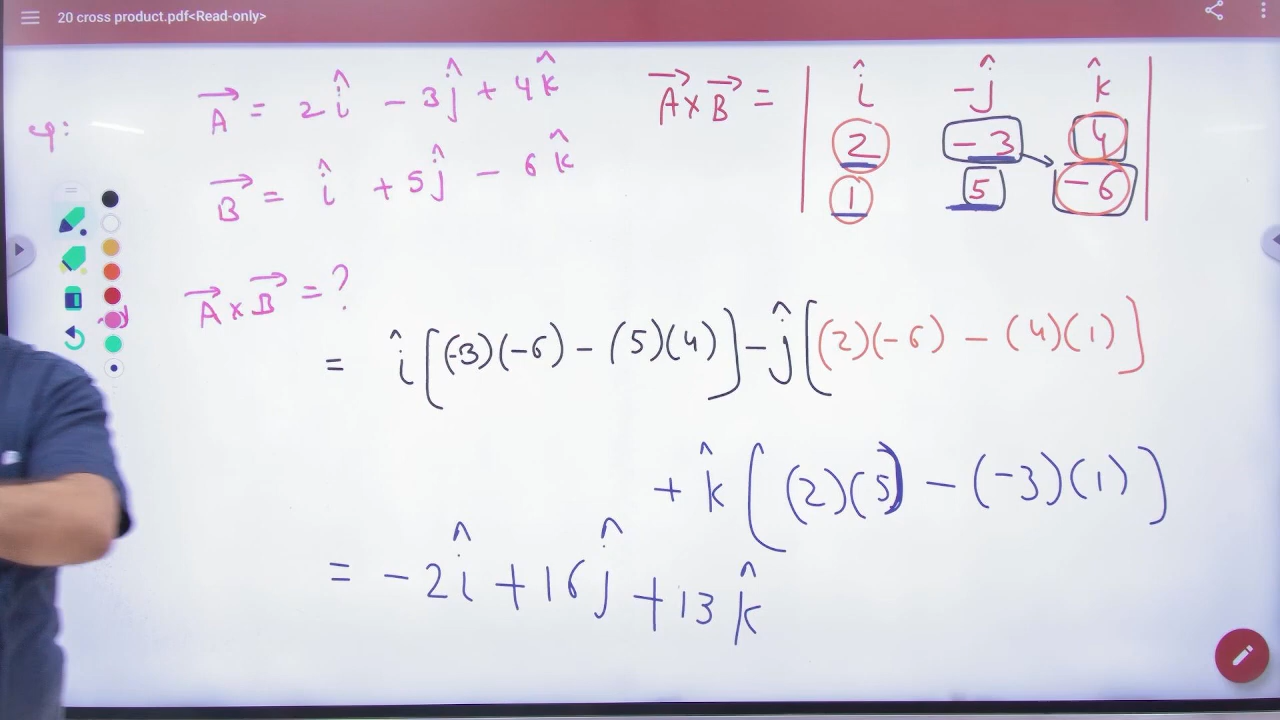 20 cross product.pdf<Read-only>
φ: A⃗ = 2î - 3ĵ + 4k̂
B⃗ = î + 5ĵ - 6k̂
A⃗ × B⃗ = ?
A⃗ × B⃗ = | î -ĵ k̂ |
| 2 -3 4 |
| 1 5 -6 |
= î[(-3)(-6) - (5)(4)] - ĵ[(2)(-6) - (4)(1)]
+ k̂[(2)(5) - (-3)(1)]
= -2î + 16ĵ + 13k̂